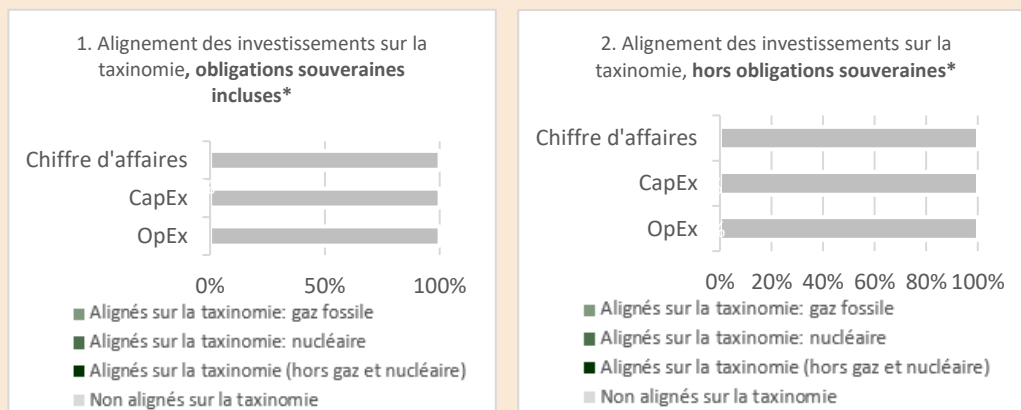 1. Alignement des investissements sur la
taxinomie, obligations souveraines
incluses*
Chiffre d'affaires
CapEx
OpEx
0% 50% 100%
Alignés sur la taxinomie: gaz fossile
Alignés sur la taxinomie: nucléaire
Alignés sur la taxinomie (hors gaz et nucléaire)
Non alignés sur la taxinomie
2. Alignement des investissements sur la
taxinomie, hors obligations souveraines*
Chiffre d'affaires
CapEx
OpEx
0% 20% 40% 60% 80% 100%
Alignés sur la taxinomie: gaz fossile
Alignés sur la taxinomie: nucléaire
Alignés sur la taxinomie (hors gaz et nucléaire)
Non alignés sur la taxinomie